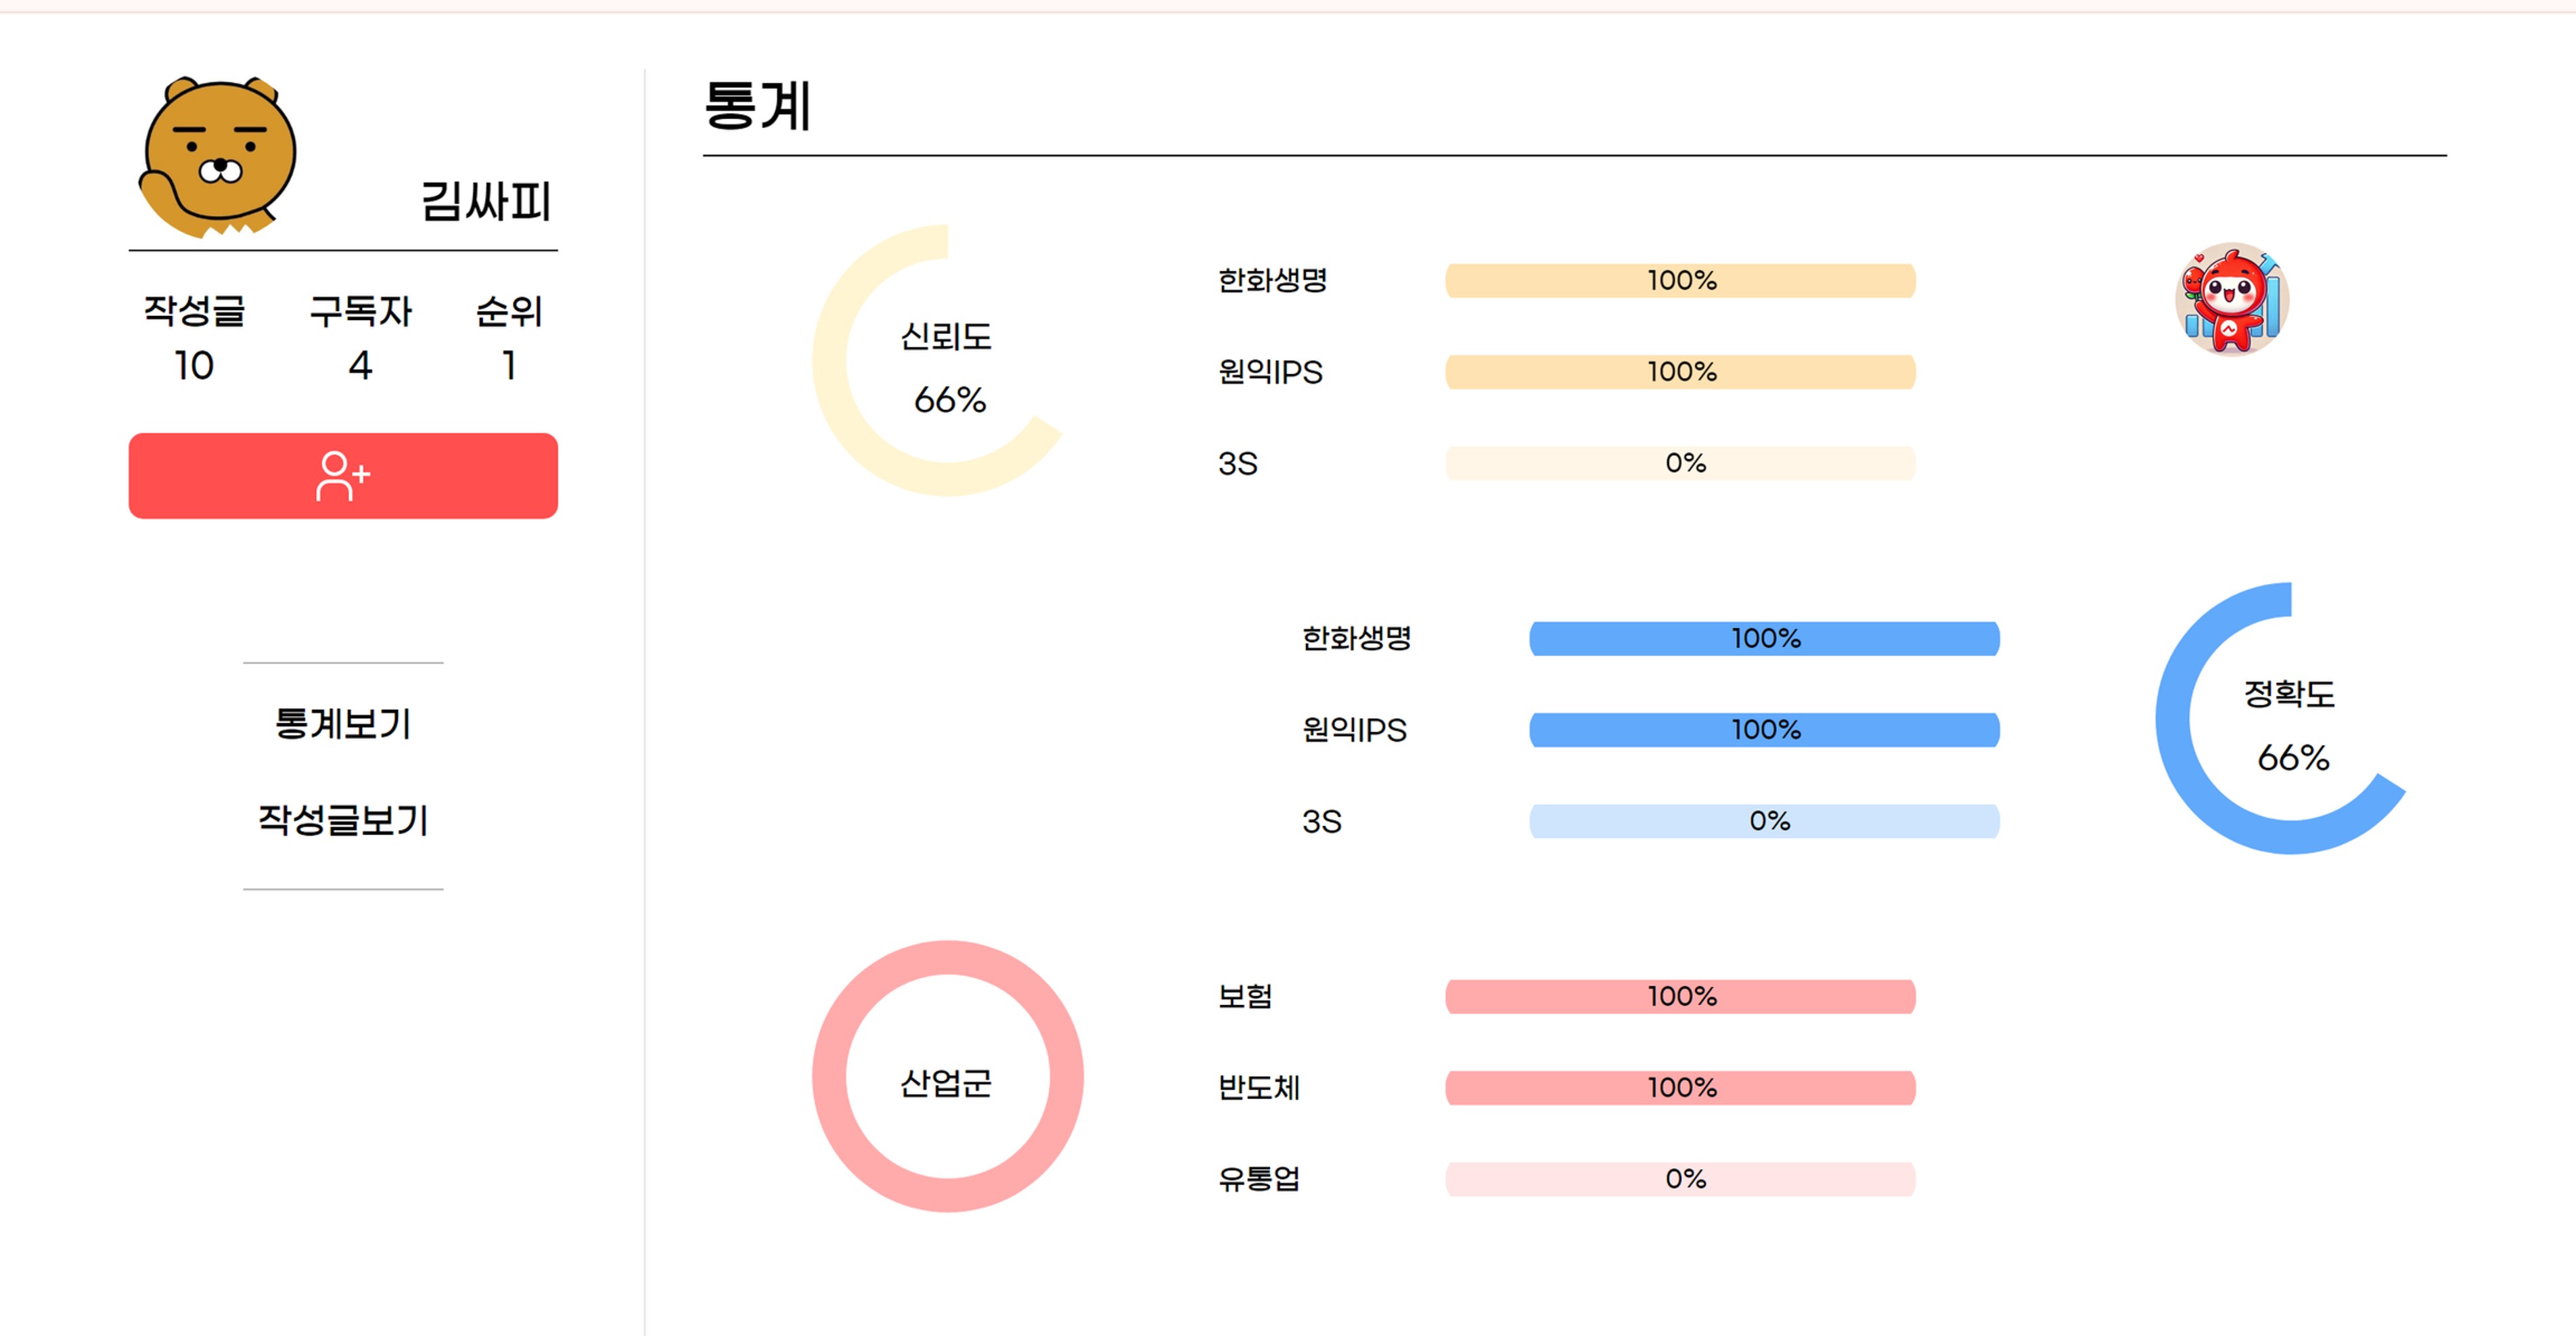 김싸피
작성글 구독자 순위
10 4 1
통계보기
작성글보기
통계
신뢰도
66%
한화생명 100%
원익IPS 100%
3S 0%
한화생명 100%
원익IPS 100%
3S 0%
정확도
66%
산업군
보험 100%
반도체 100%
유통업 0%